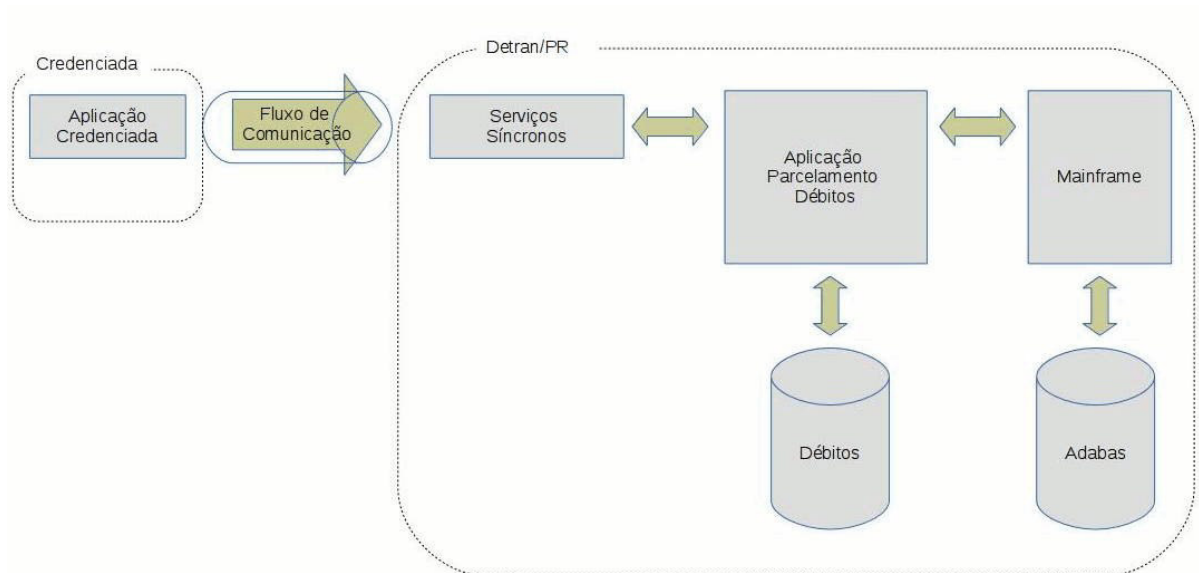 Detran/PR
Credenciada
Aplicação
Credenciada
Fluxo de
Comunicação
Serviços
Síncronos
Aplicação
Parcelamento
Débitos
Mainframe
Débitos
Adabas